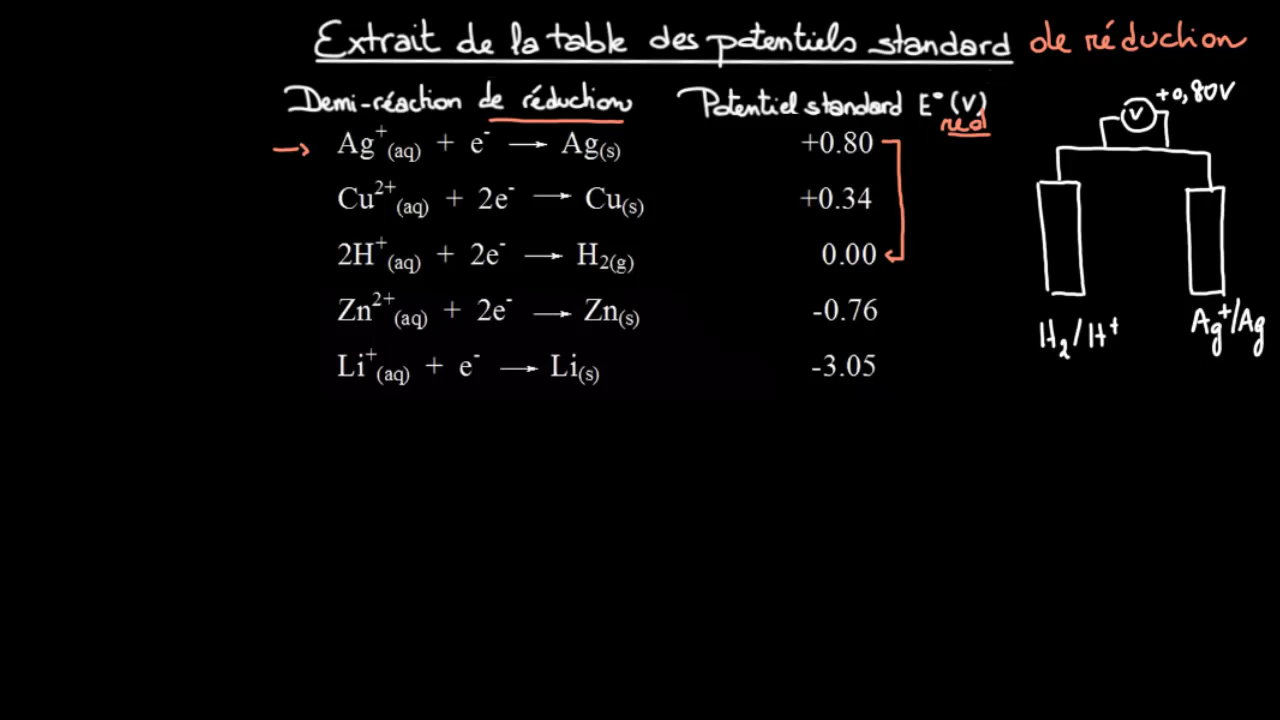 Extrait de la table des potentiels standard de réduction
Demi-réaction de réduction Potentiel standard E° (V)
red
Ag⁺(aq) + e⁻ → Ag(s) +0.80
Cu²⁺(aq) + 2e⁻ → Cu(s) +0.34
2H⁺(aq) + 2e⁻ → H₂(g) 0.00
Zn²⁺(aq) + 2e⁻ → Zn(s) -0.76
Li⁺(aq) + e⁻ → Li(s) -3.05
V +0,80V
H₂/H⁺ Ag⁺/Ag